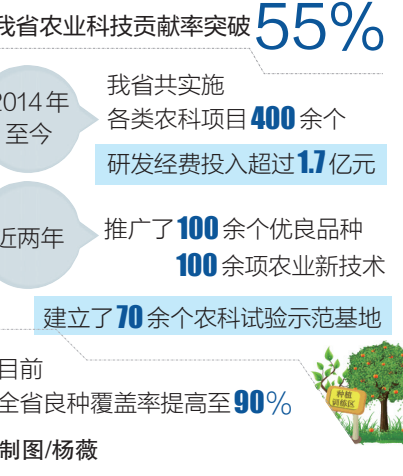 我省农业科技贡献率突破55%
2014年
至今
我省共实施
各类农科项目400余个
研发经费投入超过1.7亿元
近两年
推广了100余个优良品种
100余项农业新技术
建立了70余个农科试验示范基地
目前
全省良种覆盖率提高至90%
种植
训练区
制图/杨薇